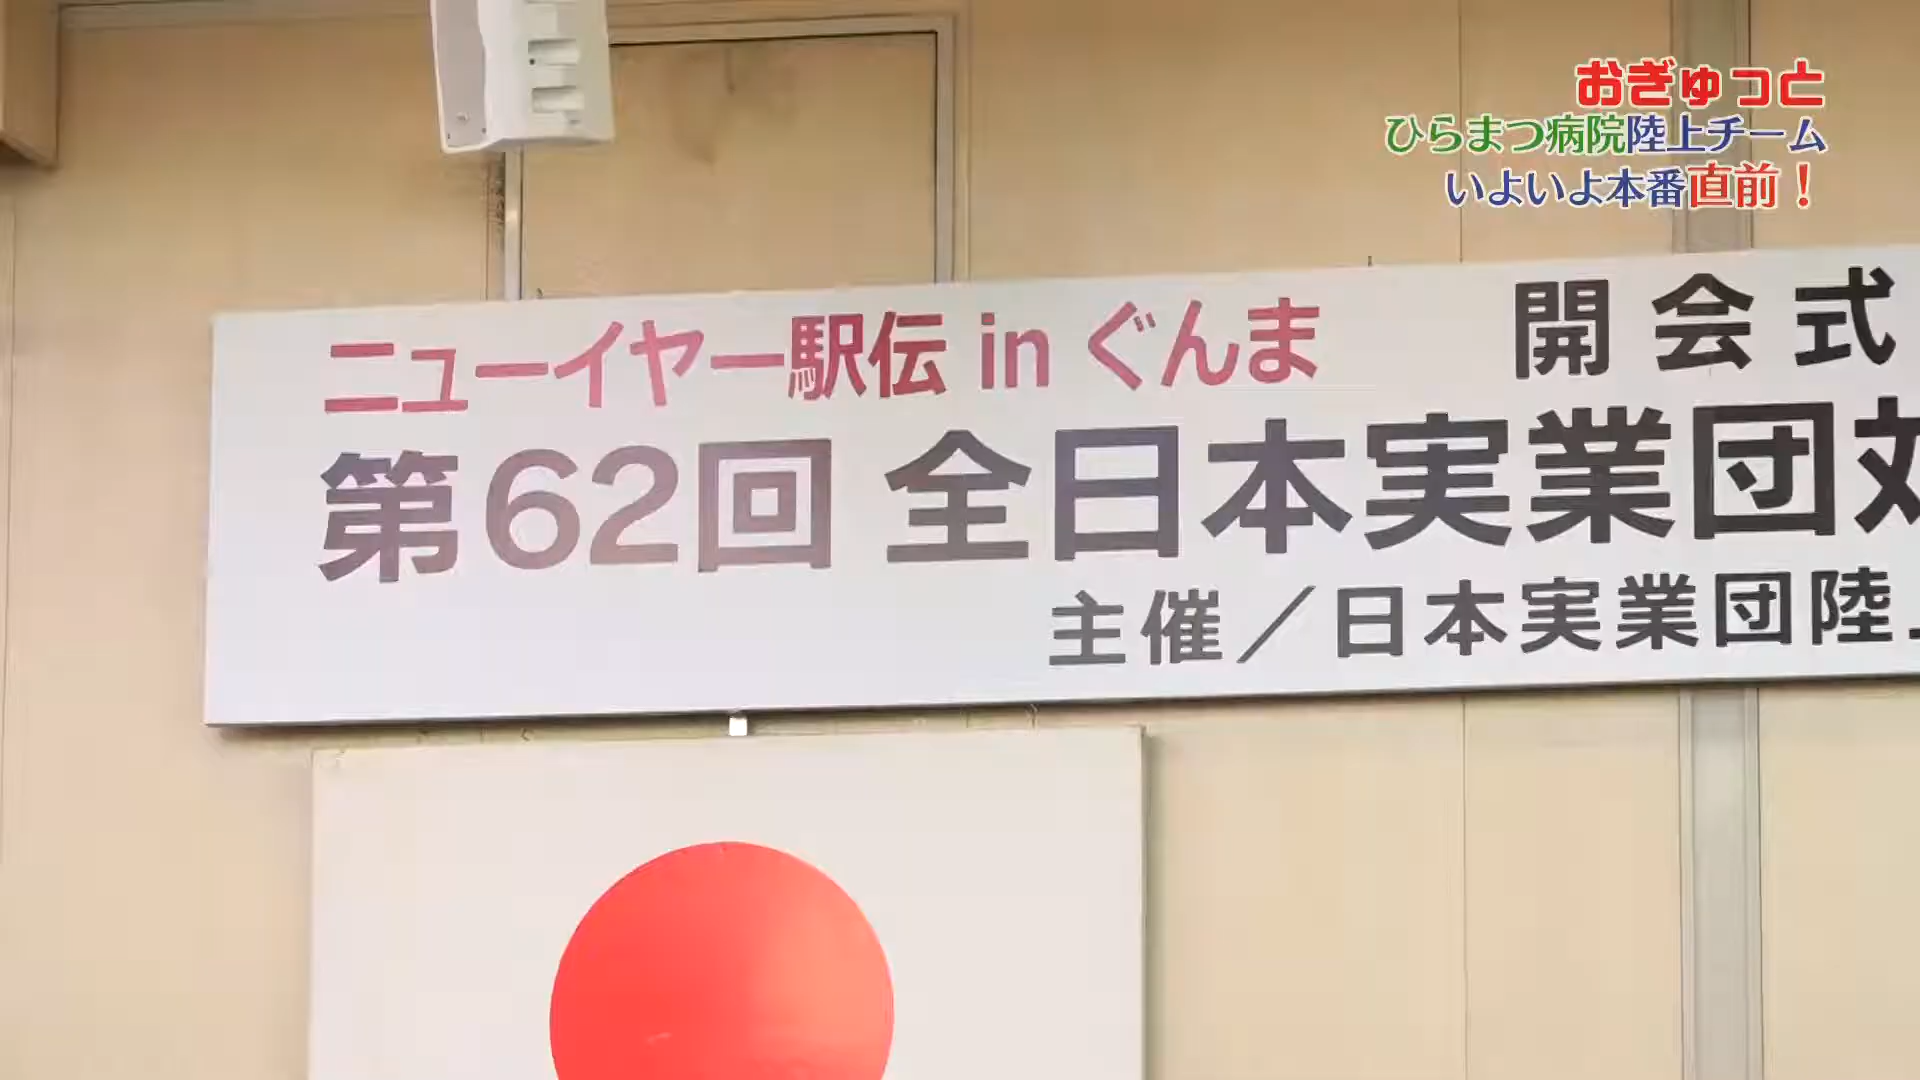 おぎゅっと
ひらまつ病院陸上チーム
いよいよ本番直前！
ニューイヤー駅伝 in ぐんま 開会式
第62回 全日本実業団対
主催／日本実業団陸上